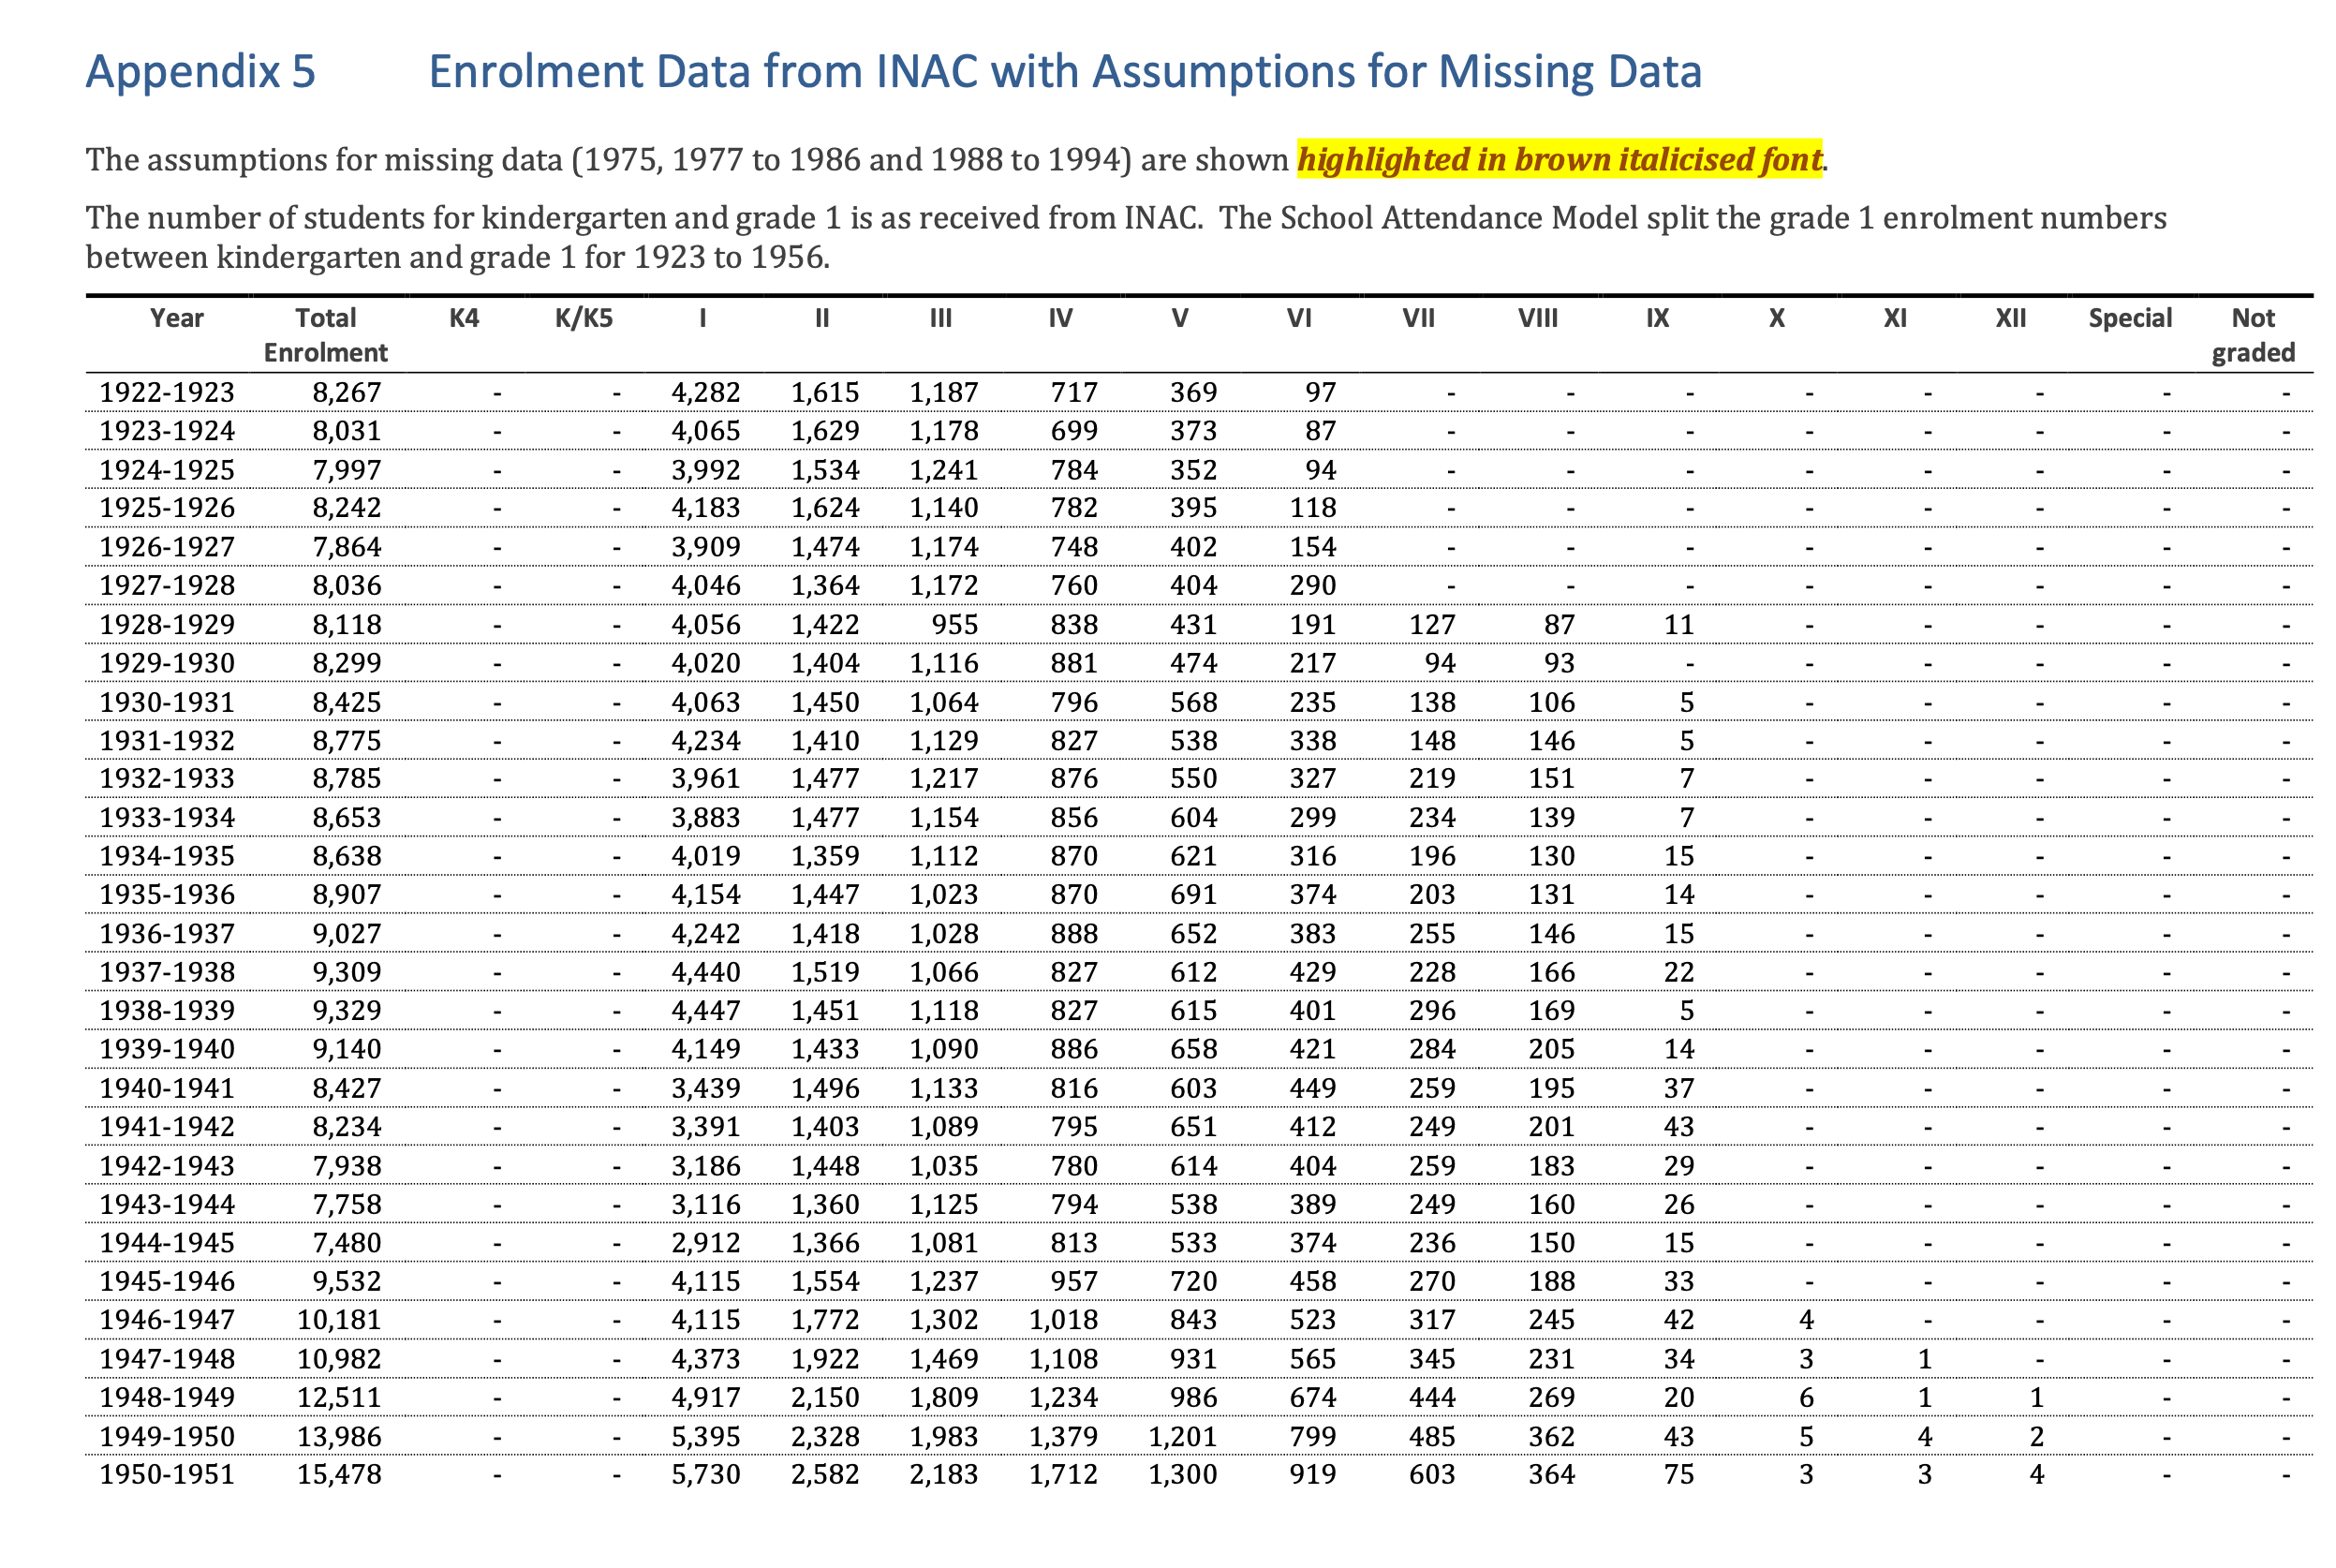 Appendix 5 Enrolment Data from INAC with Assumptions for Missing Data
The assumptions for missing data (1975, 1977 to 1986 and 1988 to 1994) are shown highlighted in brown italicised font.
The number of students for kindergarten and grade 1 is as received from INAC. The School Attendance Model split the grade 1 enrolment numbers
between kindergarten and grade 1 for 1923 to 1956.
Year Total K4 K/K5 I II III IV V VI VII VIII IX X XI XII Special Not
Enrolment graded
1922-1923 8,267 - - 4,282 1,615 1,187 717 369 97 - - - - - - - -
1923-1924 8,031 - - 4,065 1,629 1,178 699 373 87 - - - - - - - -
1924-1925 7,997 - - 3,992 1,534 1,241 784 352 94 - - - - - - - -
1925-1926 8,242 - - 4,183 1,624 1,140 782 395 118 - - - - - - - -
1926-1927 7,864 - - 3,909 1,474 1,174 748 402 154 - - - - - - - -
1927-1928 8,036 - - 4,046 1,364 1,172 760 404 290 - - - - - - - -
1928-1929 8,118 - - 4,056 1,422 955 838 431 191 127 87 11 - - - - -
1929-1930 8,299 - - 4,020 1,404 1,116 881 474 217 94 93 - - - - - -
1930-1931 8,425 - - 4,063 1,450 1,064 796 568 235 138 106 5 - - - - -
1931-1932 8,775 - - 4,234 1,410 1,129 827 538 338 148 146 5 - - - - -
1932-1933 8,785 - - 3,961 1,477 1,217 876 550 327 219 151 7 - - - - -
1933-1934 8,653 - - 3,883 1,477 1,154 856 604 299 234 139 7 - - - - -
1934-1935 8,638 - - 4,019 1,359 1,112 870 621 316 196 130 15 - - - - -
1935-1936 8,907 - - 4,154 1,447 1,023 870 691 374 203 131 14 - - - - -
1936-1937 9,027 - - 4,242 1,418 1,028 888 652 383 255 146 15 - - - - -
1937-1938 9,309 - - 4,440 1,519 1,066 827 612 429 228 166 22 - - - - -
1938-1939 9,329 - - 4,447 1,451 1,118 827 615 401 296 169 5 - - - - -
1939-1940 9,140 - - 4,149 1,433 1,090 886 658 421 284 205 14 - - - - -
1940-1941 8,427 - - 3,439 1,496 1,133 816 603 449 259 195 37 - - - - -
1941-1942 8,234 - - 3,391 1,403 1,089 795 651 412 249 201 43 - - - - -
1942-1943 7,938 - - 3,186 1,448 1,035 780 614 404 259 183 29 - - - - -
1943-1944 7,758 - - 3,116 1,360 1,125 794 538 389 249 160 26 - - - - -
1944-1945 7,480 - - 2,912 1,366 1,081 813 533 374 236 150 15 - - - - -
1945-1946 9,532 - - 4,115 1,554 1,237 957 720 458 270 188 33 - - - - -
1946-1947 10,181 - - 4,115 1,772 1,302 1,018 843 523 317 245 42 4 - - - -
1947-1948 10,982 - - 4,373 1,922 1,469 1,108 931 565 345 231 34 3 1 - - -
1948-1949 12,511 - - 4,917 2,150 1,809 1,234 986 674 444 269 20 6 1 1 - -
1949-1950 13,986 - - 5,395 2,328 1,983 1,379 1,201 799 485 362 43 5 4 2 - -
1950-1951 15,478 - - 5,730 2,582 2,183 1,712 1,300 919 603 364 75 3 3 4 - -